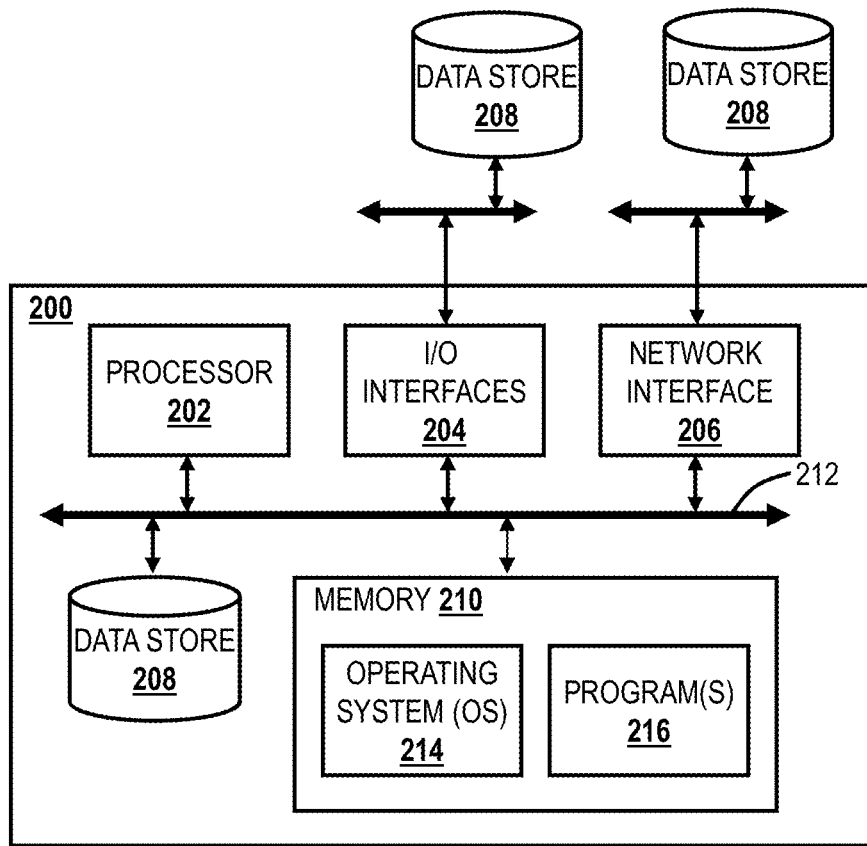 DATA STORE
208
DATA STORE
208
200
PROCESSOR
202
I/O
INTERFACES
204
NETWORK
INTERFACE
206
212
DATA STORE
208
MEMORY 210
OPERATING
SYSTEM (OS)
214
PROGRAM(S)
216